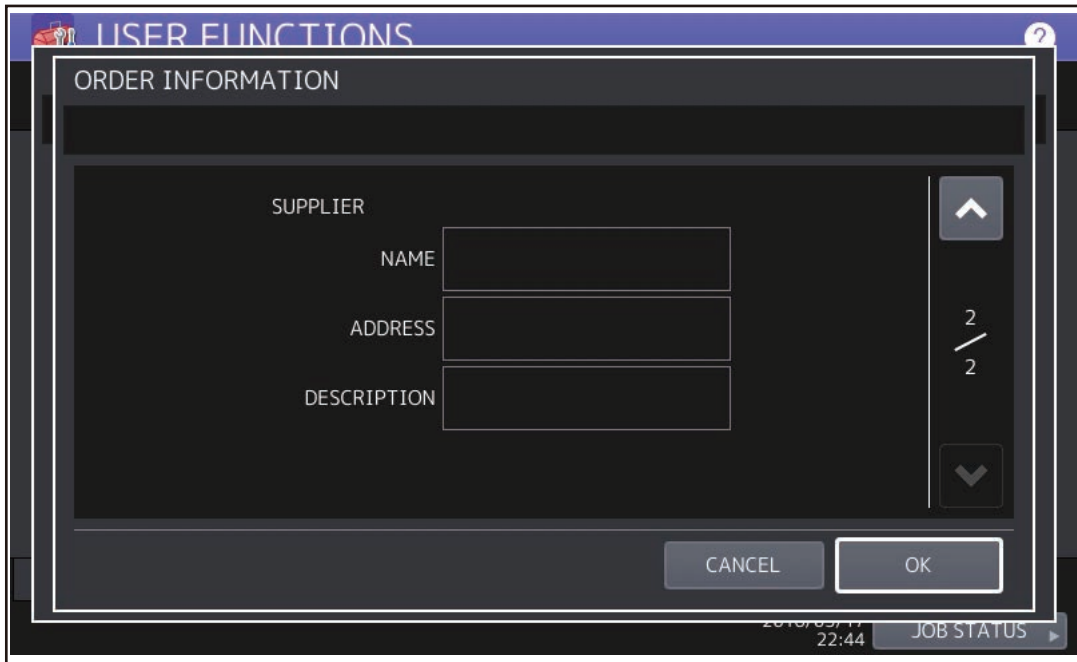 USER FUNCTIONS
?
ORDER INFORMATION
SUPPLIER
NAME
ADDRESS
DESCRIPTION
2
2
CANCEL
OK
22:44
JOB STATUS